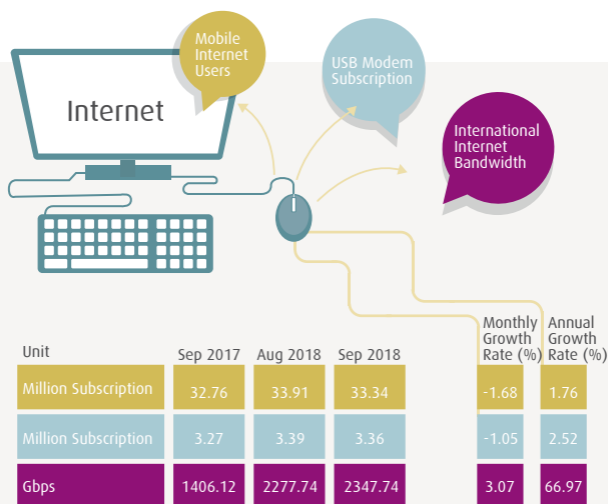 Mobile
Internet
Users
USB Modem
Subscription
Internet
International
Internet
Bandwidth
Unit Sep 2017 Aug 2018 Sep 2018 Monthly Growth Rate (%) Annual Growth Rate (%)
Million Subscription 32.76 33.91 33.34 -1.68 1.76
Million Subscription 3.27 3.39 3.36 -1.05 2.52
Gbps 1406.12 2277.74 2347.74 3.07 66.97